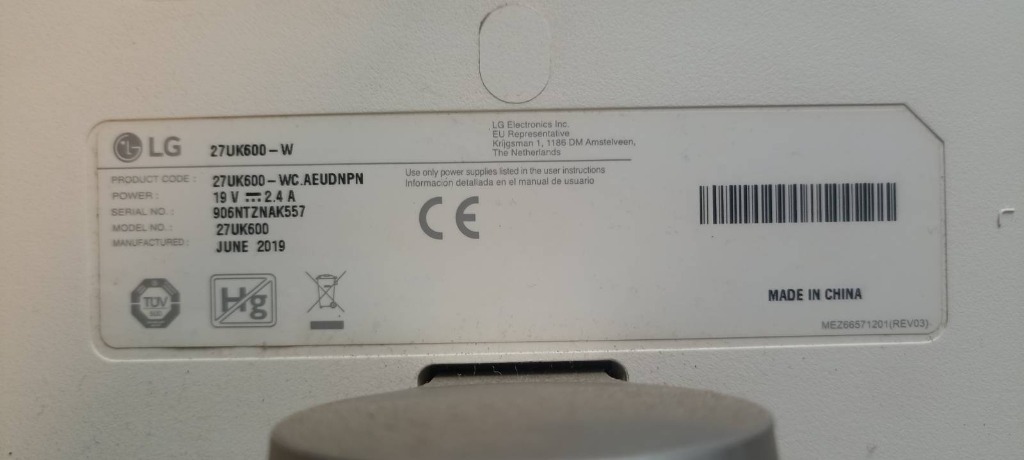 LG 27UK600-W
LG Electronics Inc.
EU Representative
Krijgsman 1, 1186 DM Amstelveen,
The Netherlands
PRODUCT CODE : 27UK600-WC.AEUDNPN
POWER : 19 V 2.4 A
SERIAL NO. : 906NTZNAK557
MODEL NO. : 27UK600
MANUFACTURED : JUNE 2019
Use only power supplies listed in the user instructions
Información detallada en el manual de usuario
CE
TÜV
Hg
MADE IN CHINA
MEZ66571201(REV03)